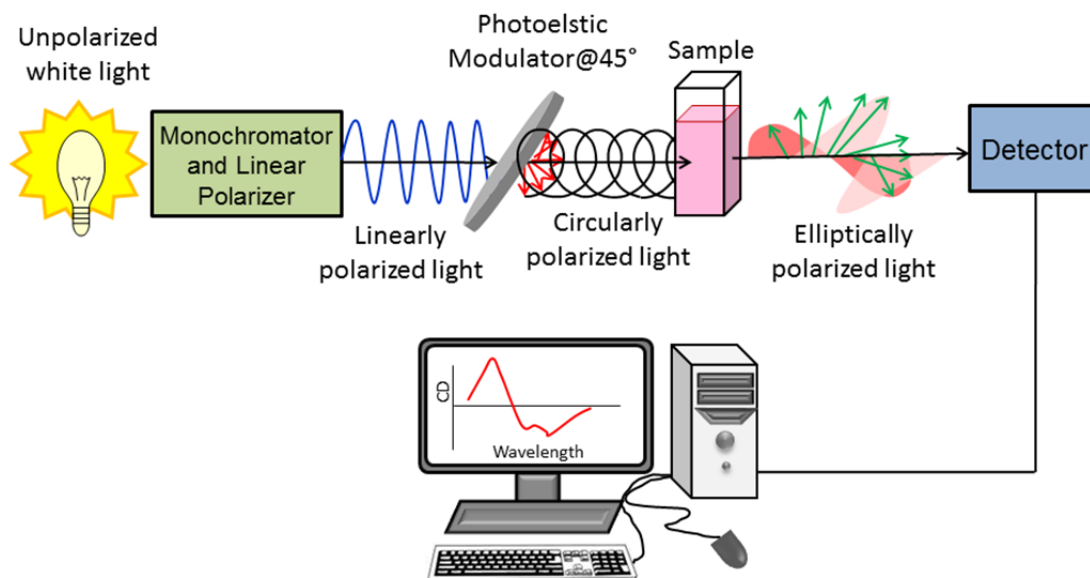 Unpolarized
white light
Monochromator
and Linear
Polarizer
Linearly
polarized light
Photoelstic
Modulator@45°
Circularly
polarized light
Sample
Elliptically
polarized light
Detector
CD
Wavelength